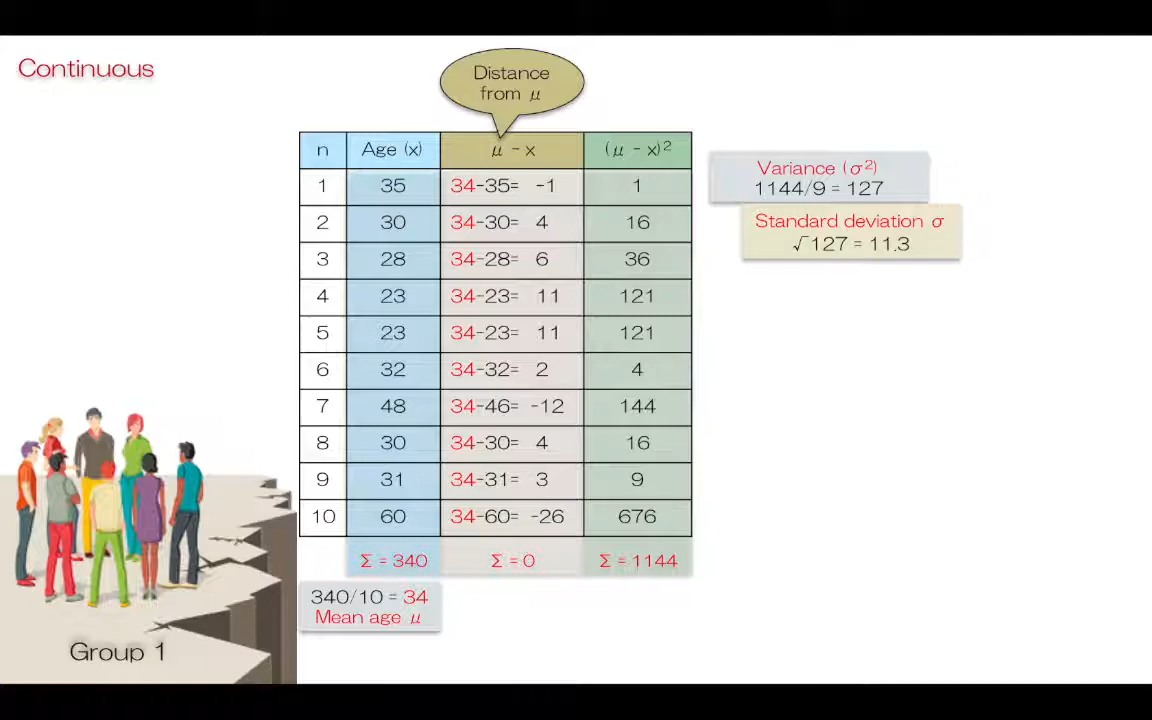 Continuous
Distance
from μ
n Age (x) μ - x (μ - x)²
1 35 34-35= -1 1
2 30 34-30= 4 16
3 28 34-28= 6 36
4 23 34-23= 11 121
5 23 34-23= 11 121
6 32 34-32= 2 4
7 48 34-46= -12 144
8 30 34-30= 4 16
9 31 34-31= 3 9
10 60 34-60= -26 676
Σ = 340 Σ = 0 Σ = 1144
340/10 = 34
Mean age μ
Variance (σ²)
1144/9 = 127
Standard deviation σ
√127 = 11.3
Group 1